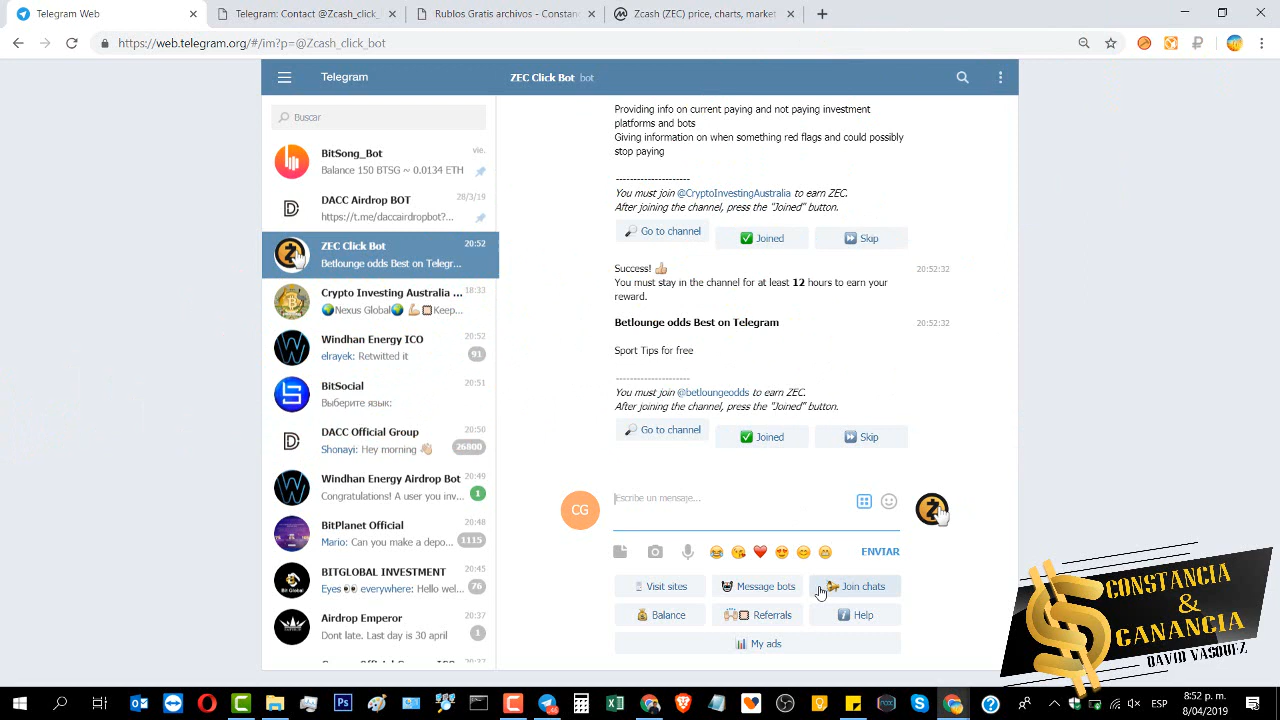 Telegram Web
Telegram: Contact @Zcash_click
Rublos Gratis archivos - Constan
Zcash (ZEC) price, charts, market
https://web.telegram.org/#/im?p=@Zcash_click_bot
Telegram
ZEC Click Bot bot
Buscar
BitSong_Bot
vie.
Balance 150 BTSG ~ 0.0134 ETH
DACC Airdrop BOT
28/3/19
https://t.me/daccairdropbot?...
ZEC Click Bot
20:52
Betlounge odds Best on Telegr...
Crypto Investing Australia ...
18:33
🌍Nexus Global🌍 💪🏼Keep...
Windhan Energy ICO
20:52
elrayek: Retwitted it
91
BitSocial
20:51
Выберите язык:
DACC Official Group
20:50
Shonayi: Hey morning 👋🏼
26800
Windhan Energy Airdrop Bot
20:49
Congratulations! A user you inv...
1
BitPlanet Official
20:48
Mario: Can you make a depo...
1115
BITGLOBAL INVESTMENT
20:45
Eyes 👀 everywhere: Hello wel...
76
Airdrop Emperor
20:37
Dont late. Last day is 30 april
1
Providing info on current paying and not paying investment
platforms and bots
Giving information on when something red flags and could possibly
stop paying
---------------------
You must join @CryptoInvestingAustralia to earn ZEC.
After joining the channel, press the "Joined" button.
🔎 Go to channel
✅ Joined
⏩ Skip
Success! 👍🏼
20:52:32
You must stay in the channel for at least 12 hours to earn your
reward.
Betlounge odds Best on Telegram
20:52:32
Sport Tips for free
---------------------
You must join @betloungeodds to earn ZEC.
After joining the channel, press the "Joined" button.
🔎 Go to channel
✅ Joined
⏩ Skip
CG
Escribe un mensaje...
ENVIAR
Visit sites
Message bots
Join chats
Balance
Referrals
Help
My ads
CONSTANCIA
&
GANANCIA
DAVID VASQUEZ
ESP
8:52 p. m.
8/04/2019